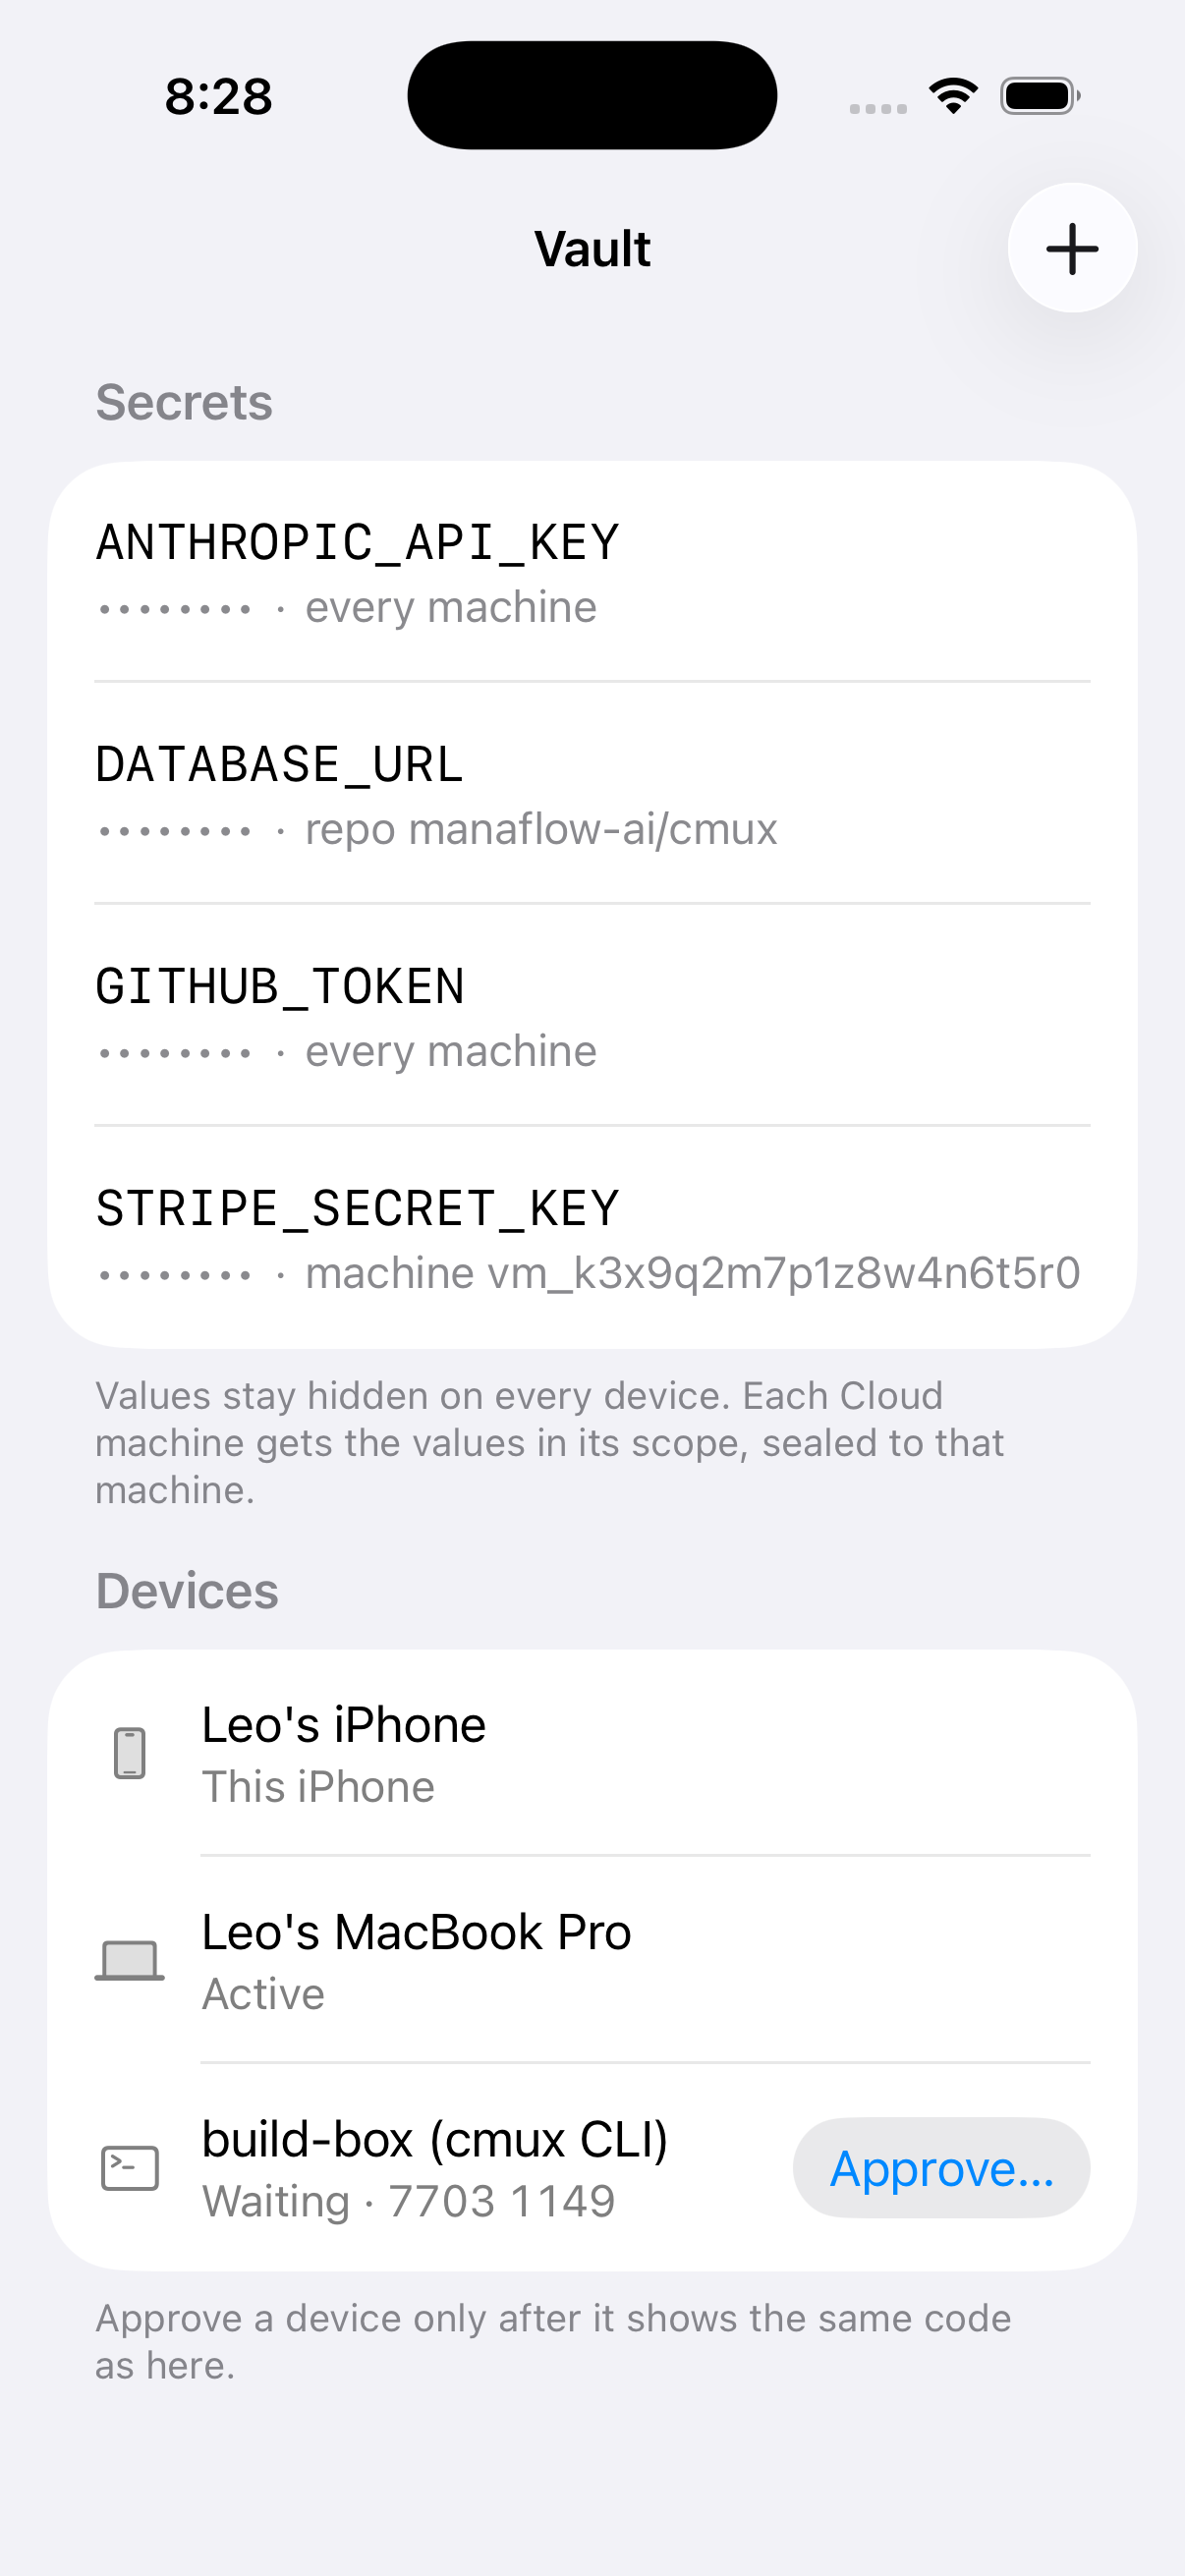 8:28
Vault
Secrets
ANTHROPIC_API_KEY
•••••••• · every machine
DATABASE_URL
•••••••• · repo manaflow-ai/cmux
GITHUB_TOKEN
•••••••• · every machine
STRIPE_SECRET_KEY
•••••••• · machine vm_k3x9q2m7p1z8w4n6t5r0
Values stay hidden on every device. Each Cloud
machine gets the values in its scope, sealed to that
machine.
Devices
Leo's iPhone
This iPhone
Leo's MacBook Pro
Active
build-box (cmux CLI)
Waiting · 7703 1149
Approve...
Approve a device only after it shows the same code
as here.